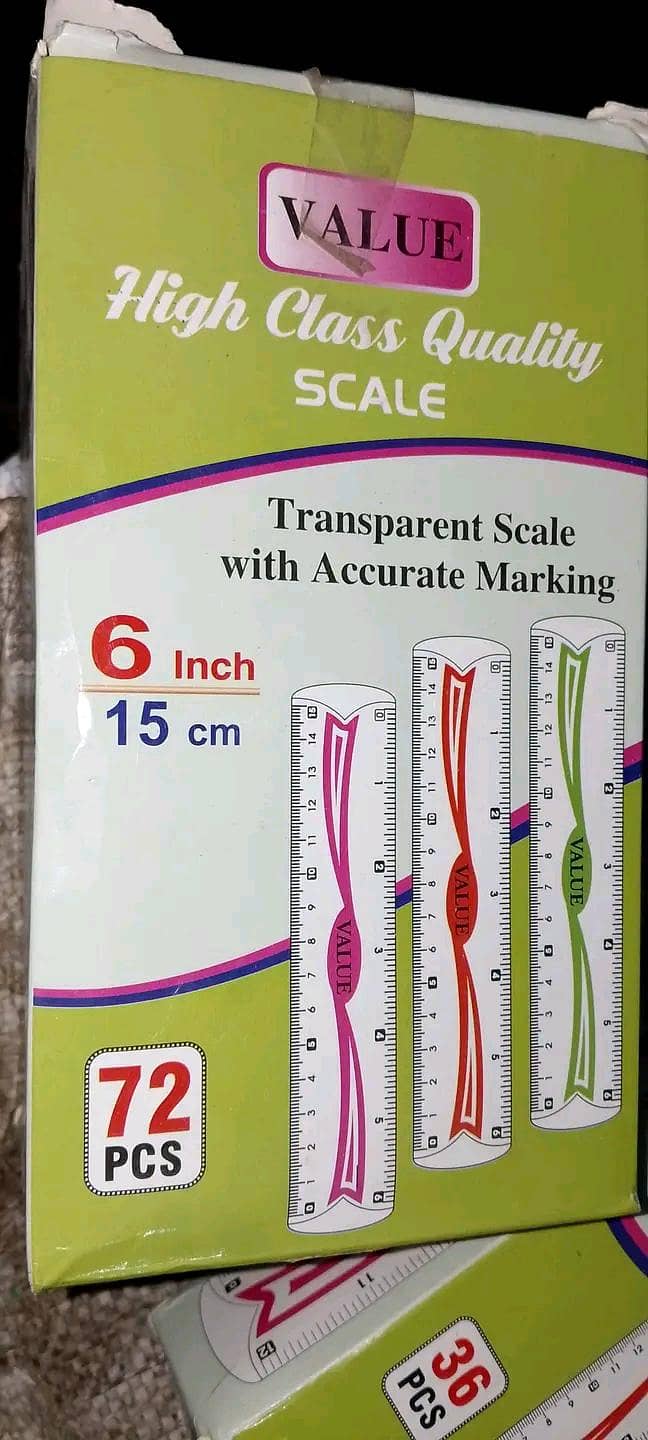 VALUE
High Class Quality
SCALE
Transparent Scale
with Accurate Marking
6 Inch
15 cm
VALUE
VALUE
VALUE
72
PCS
36
PCS